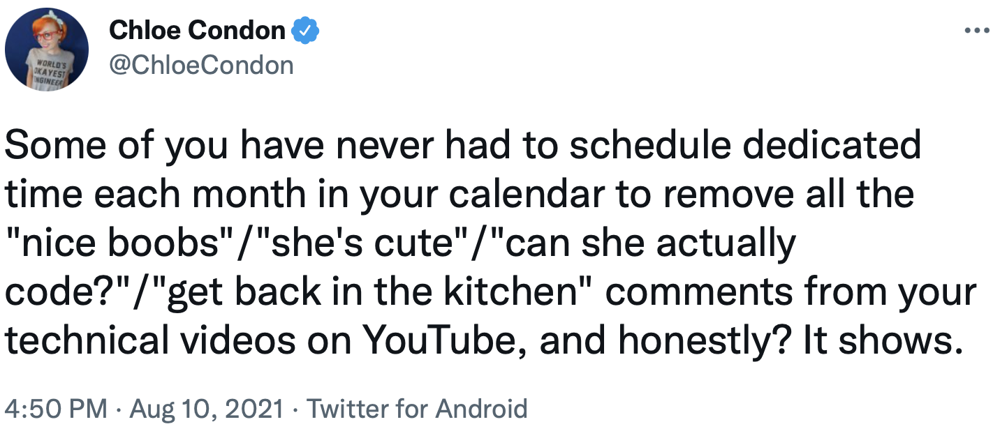 Chloe Condon
@ChloeCondon
WORLD'S
OKAYEST
ENGINEER
Some of you have never had to schedule dedicated
time each month in your calendar to remove all the
"nice boobs"/"she's cute"/"can she actually
code?"/"get back in the kitchen" comments from your
technical videos on YouTube, and honestly? It shows.
4:50 PM · Aug 10, 2021 · Twitter for Android